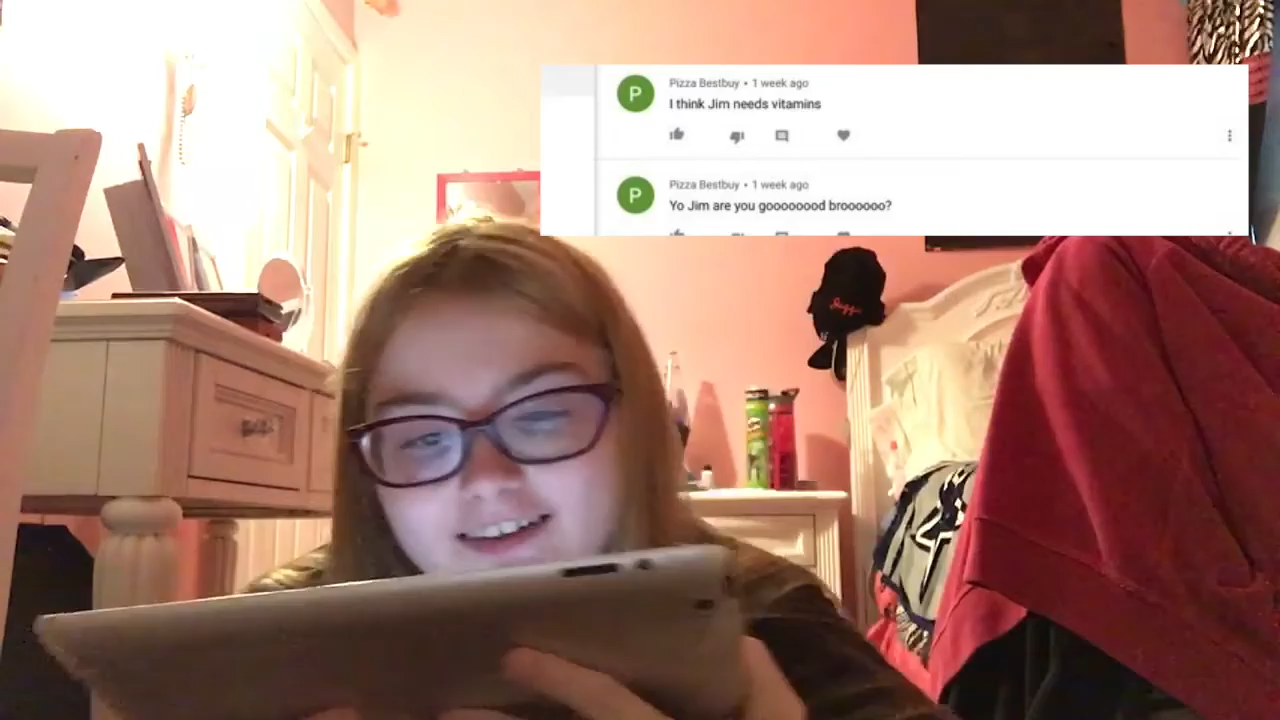 P
Pizza Bestbuy • 1 week ago
I think Jim needs vitamins
P
Pizza Bestbuy • 1 week ago
Yo Jim are you goooooood broooooo?